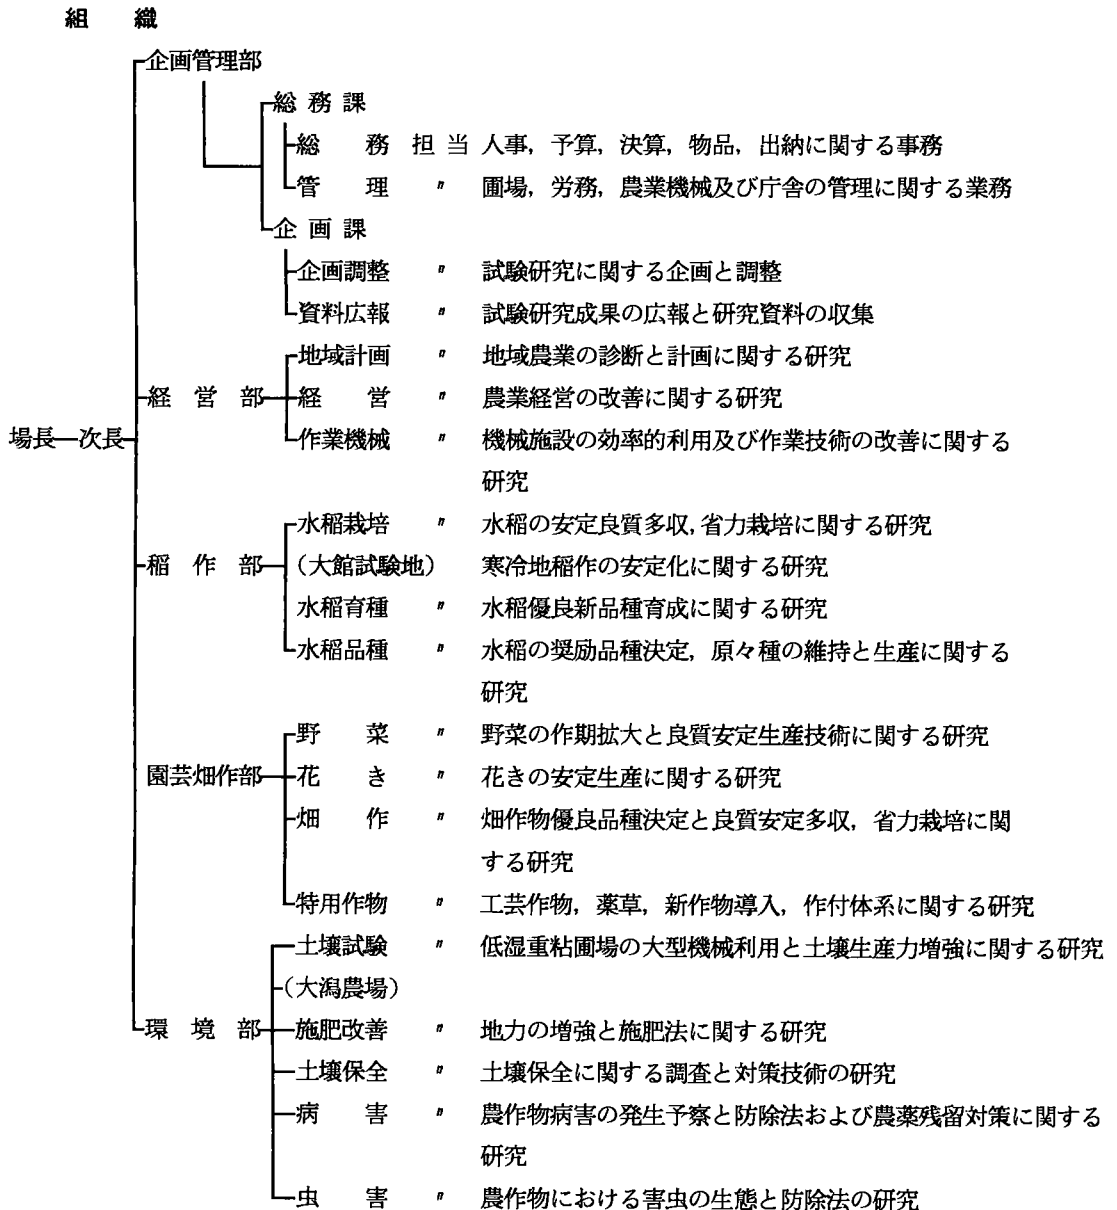 組 織
企画管理部
総務課
総務担当 人事，予算，決算，物品，出納に関する事務
管理 〃 圃場，労務，農業機械及び庁舎の管理に関する業務
企画課
企画調整 〃 試験研究に関する企画と調整
資料広報 〃 試験研究成果の広報と研究資料の収集
地域計画 〃 地域農業の診断と計画に関する研究
経営部 経営 〃 農業経営の改善に関する研究
場長 次長 作業機械 〃 機械施設の効率的利用及び作業技術の改善に関する
研究
水稲栽培 〃 水稲の安定良質多収，省力栽培に関する研究
稲作部 （大館試験地） 寒冷地稲作の安定化に関する研究
水稲育種 〃 水稲優良新品種育成に関する研究
水稲品種 〃 水稲の奨励品種決定，原々種の維持と生産に関する
研究
野菜 〃 野菜の作期拡大と良質安定生産技術に関する研究
園芸畑作部 花き 〃 花きの安定生産に関する研究
畑作 〃 畑作物優良品種決定と良質安定多収，省力栽培に関
する研究
特用作物 〃 工芸作物，薬草，新作物導入，作付体系に関する研究
土壌試験 〃 低湿重粘圃場の大型機械利用と土壌生産力増強に関する研究
（大潟農場）
環境部 施肥改善 〃 地力の増強と施肥法に関する研究
土壌保全 〃 土壌保全に関する調査と対策技術の研究
病害 〃 農作物病害の発生予察と防除法および農薬残留対策に関する
研究
虫害 〃 農作物における害虫の生態と防除法の研究